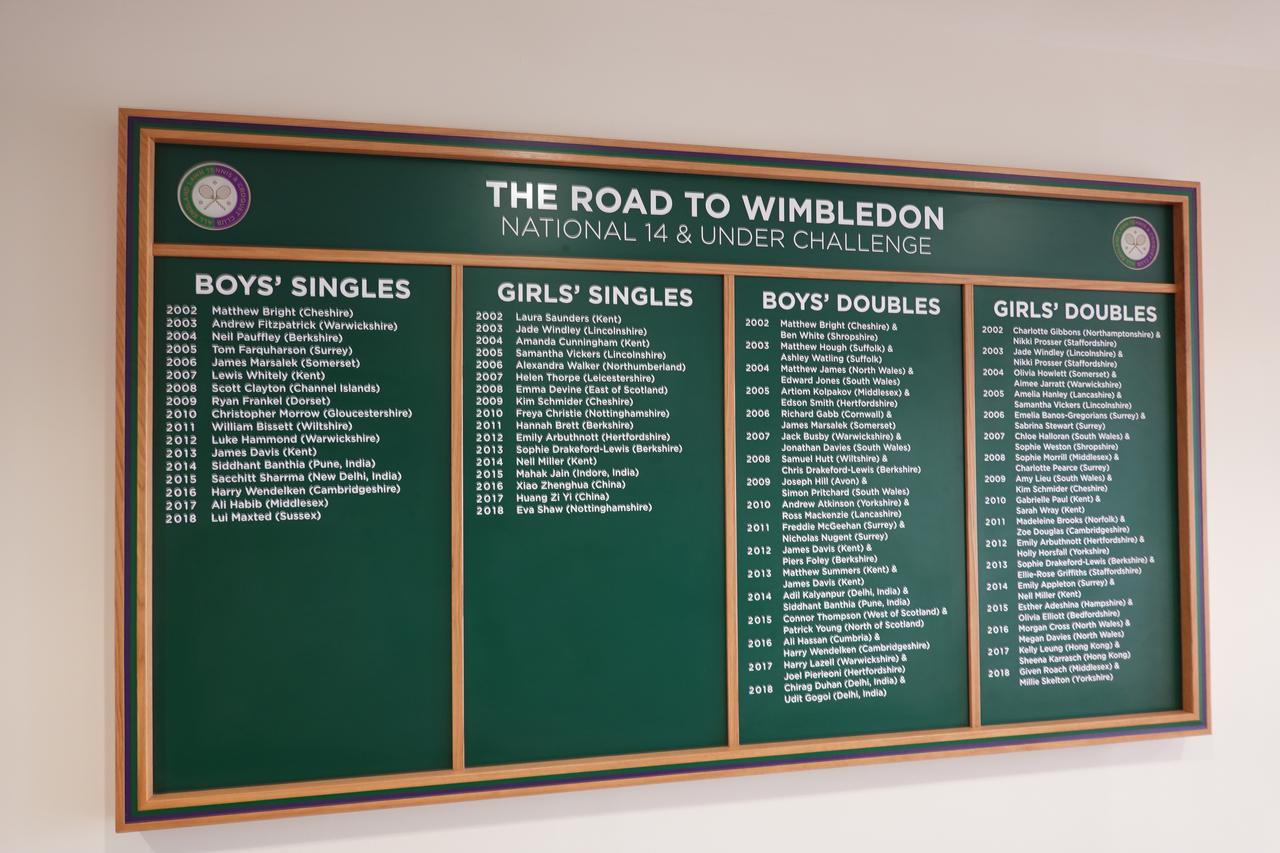 THE ROAD TO WIMBLEDON
NATIONAL 14 & UNDER CHALLENGE
BOYS' SINGLES
2002 Matthew Bright (Cheshire)
2003 Andrew Fitzpatrick (Warwickshire)
2004 Neil Pauffley (Berkshire)
2005 Tom Farquharson (Surrey)
2006 James Marsalek (Somerset)
2007 Lewis Whitely (Kent)
2008 Scott Clayton (Channel Islands)
2009 Ryan Frankel (Dorset)
2010 Christopher Morrow (Gloucestershire)
2011 William Bissett (Wiltshire)
2012 Luke Hammond (Warwickshire)
2013 James Davis (Kent)
2014 Siddhant Banthia (Pune, India)
2015 Sacchitt Sharrma (New Delhi, India)
2016 Harry Wendelken (Cambridgeshire)
2017 Ali Habib (Middlesex)
2018 Lui Maxted (Sussex)
GIRLS' SINGLES
2002 Laura Saunders (Kent)
2003 Jade Windley (Lincolnshire)
2004 Amanda Cunningham (Kent)
2005 Samantha Vickers (Lincolnshire)
2006 Alexandra Walker (Northumberland)
2007 Helen Thorpe (Leicestershire)
2008 Emma Devine (East of Scotland)
2009 Kim Schmider (Cheshire)
2010 Freya Christie (Nottinghamshire)
2011 Hannah Brett (Berkshire)
2012 Emily Arbuthnott (Hertfordshire)
2013 Sophie Drakeford-Lewis (Berkshire)
2014 Nell Miller (Kent)
2015 Mahak Jain (Indore, India)
2016 Xiao Zhenghua (China)
2017 Huang Zi Yi (China)
2018 Eva Shaw (Nottinghamshire)
BOYS' DOUBLES
2002 Matthew Bright (Cheshire) &
Ben White (Shropshire)
2003 Matthew Hough (Suffolk) &
Ashley Watling (Suffolk)
2004 Matthew James (North Wales) &
Edward Jones (South Wales)
2005 Artiom Kolpakov (Middlesex) &
Edson Smith (Hertfordshire)
2006 Richard Gabb (Cornwall) &
James Marsalek (Somerset)
2007 Jack Busby (Warwickshire) &
Jonathan Davies (South Wales)
2008 Samuel Hutt (Wiltshire) &
Chris Drakeford-Lewis (Berkshire)
2009 Joseph Hill (Avon) &
Simon Pritchard (South Wales)
2010 Andrew Atkinson (Yorkshire) &
Ross Mackenzie (Lancashire)
2011 Freddie McGeehan (Surrey) &
Nicholas Nugent (Surrey)
2012 James Davis (Kent) &
Piers Foley (Berkshire)
2013 Matthew Summers (Kent) &
James Davis (Kent)
2014 Adil Kalyanpur (Delhi, India) &
Siddhant Banthia (Pune, India)
2015 Connor Thompson (West of Scotland) &
Patrick Young (North of Scotland)
2016 Ali Hassan (Cumbria) &
Harry Wendelken (Cambridgeshire)
2017 Harry Lazell (Warwickshire) &
Joel Pierleoni (Hertfordshire)
2018 Chirag Duhan (Delhi, India) &
Udit Gogoi (Delhi, India)
GIRLS' DOUBLES
2002 Charlotte Gibbons (Northamptonshire) &
Nikki Prosser (Staffordshire)
2003 Jade Windley (Lincolnshire) &
Nikki Prosser (Staffordshire)
2004 Olivia Howlett (Somerset) &
Aimee Jarratt (Warwickshire)
2005 Amelia Hanley (Lancashire) &
Samantha Vickers (Lincolnshire)
2006 Emelia Banos-Gregorians (Surrey) &
Sabrina Stewart (Surrey)
2007 Chloe Halloran (South Wales) &
Sophie Weston (Shropshire)
2008 Sophie Morrill (Middlesex) &
Charlotte Pearce (Surrey)
2009 Amy Lieu (South Wales) &
Kim Schmider (Cheshire)
2010 Gabrielle Paul (Kent) &
Sarah Wray (Kent)
2011 Madeleine Brooks (Norfolk) &
Zoe Douglas (Cambridgeshire)
2012 Emily Arbuthnott (Hertfordshire) &
Holly Horsfall (Yorkshire)
2013 Sophie Drakeford-Lewis (Berkshire) &
Ellie-Rose Griffiths (Staffordshire)
2014 Emily Appleton (Surrey) &
Nell Miller (Kent)
2015 Esther Adeshina (Hampshire) &
Olivia Elliott (Bedfordshire)
2016 Morgan Cross (North Wales) &
Megan Davies (North Wales)
2017 Kelly Leung (Hong Kong) &
Sheena Karrasch (Hong Kong)
2018 Given Roach (Middlesex) &
Millie Skelton (Yorkshire)